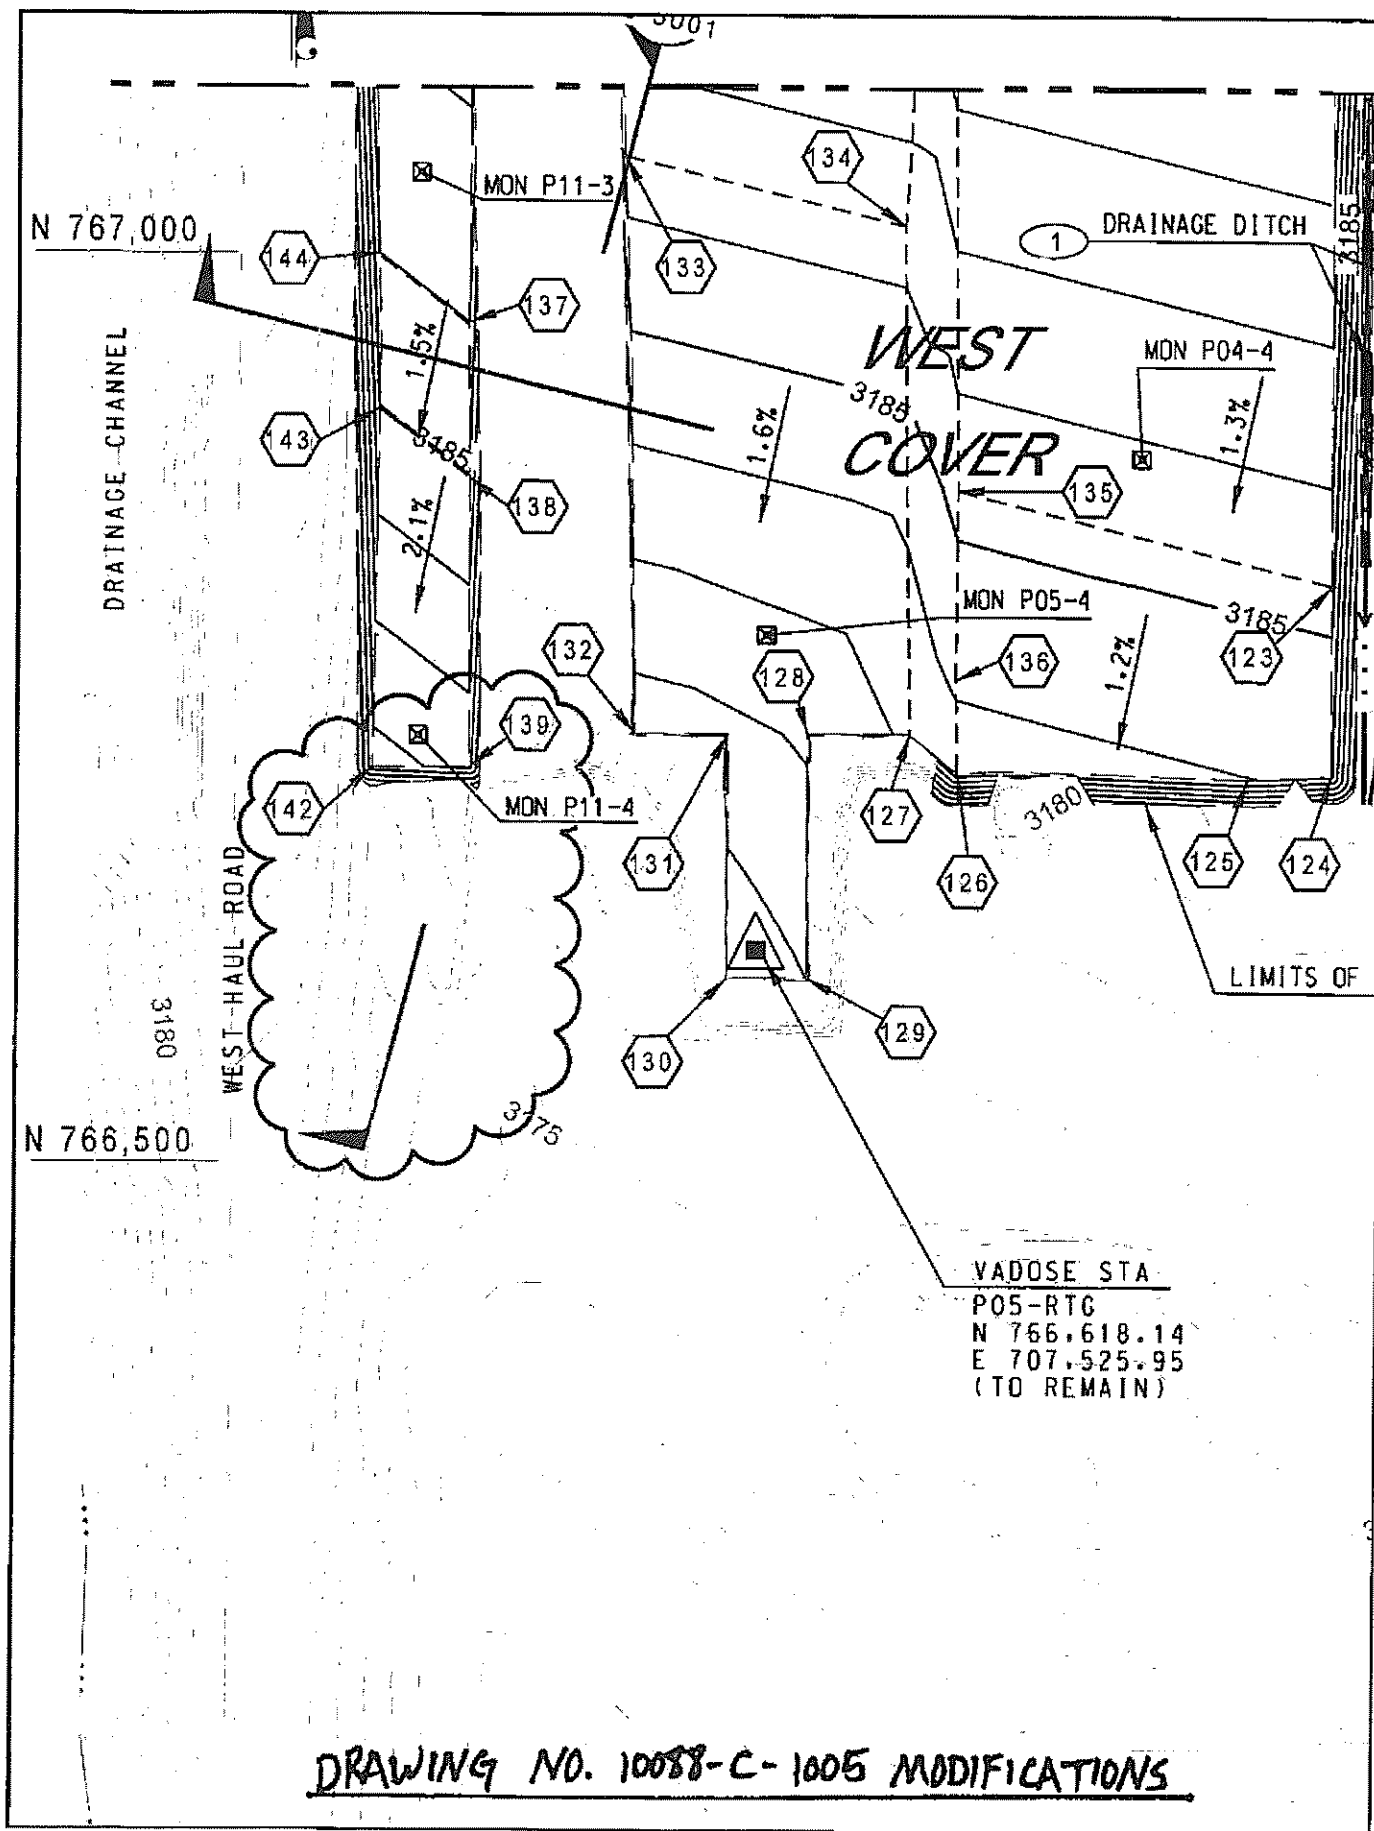 3001
134
MON P11-3
N 767,000
144
133
1
DRAINAGE DITCH
3185
137
WEST
COVER
MON P04-4
DRAINAGE CHANNEL
1.5%
3185
1.6%
1.3%
143
3185
135
138
2.1%
MON P05-4
3185
132
128
136
1.2%
123
139
142
MON P11-4
127
3180
131
126
125
124
WEST HAUL ROAD
LIMITS OF
3180
130
129
N 766,500
VADOSE STA
P05-RTG
N 766,618.14
E 707,525.95
(TO REMAIN)
DRAWING NO. 10088-C-1005 MODIFICATIONS